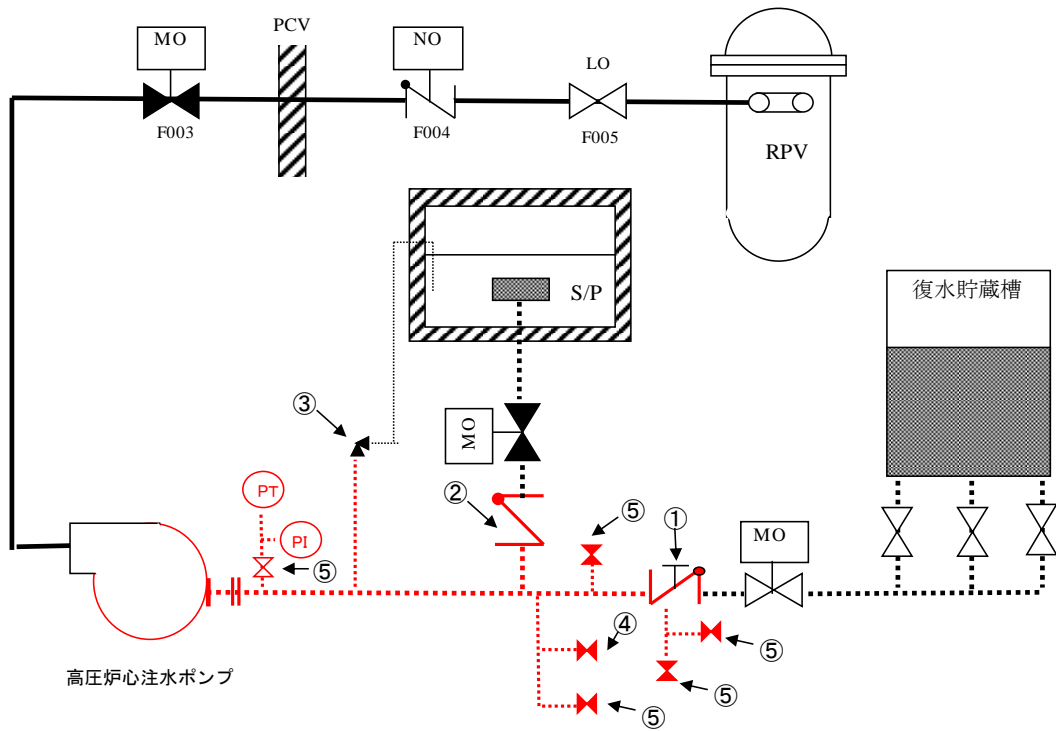 PCV
MO
NO
LO
F003
F004
F005
RPV
S/P
復水貯蔵槽
③
MO
②
⑤
①
MO
PT
PI
⑤
④
⑤
⑤
⑤
高圧炉心注水ポンプ